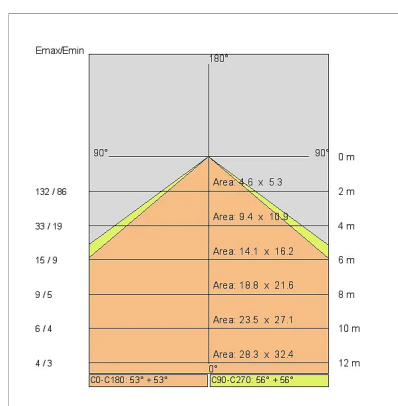 Emax/Emin
180°
90° 90° 0 m
Area: 4.6 x 5.3
132 / 86 2 m
Area: 9.4 x 10.9
33 / 19 4 m
Area: 14.1 x 16.2
15 / 9 6 m
Area: 18.8 x 21.6
9 / 5 8 m
Area: 23.5 x 27.1
6 / 4 10 m
Area: 28.3 x 32.4
4 / 3 12 m
0°
C0-C180: 53° + 53° C90-C270: 56° + 56°